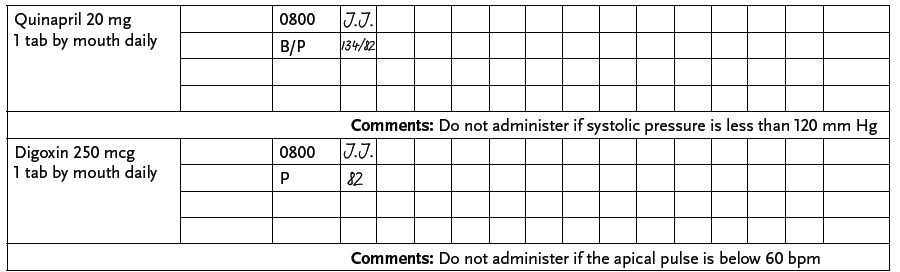 Quinapril 20 mg 0800 J.J.
1 tab by mouth daily B/P 134/82
Comments: Do not administer if systolic pressure is less than 120 mm Hg
Digoxin 250 mcg 0800 J.J.
1 tab by mouth daily P 82
Comments: Do not administer if the apical pulse is below 60 bpm